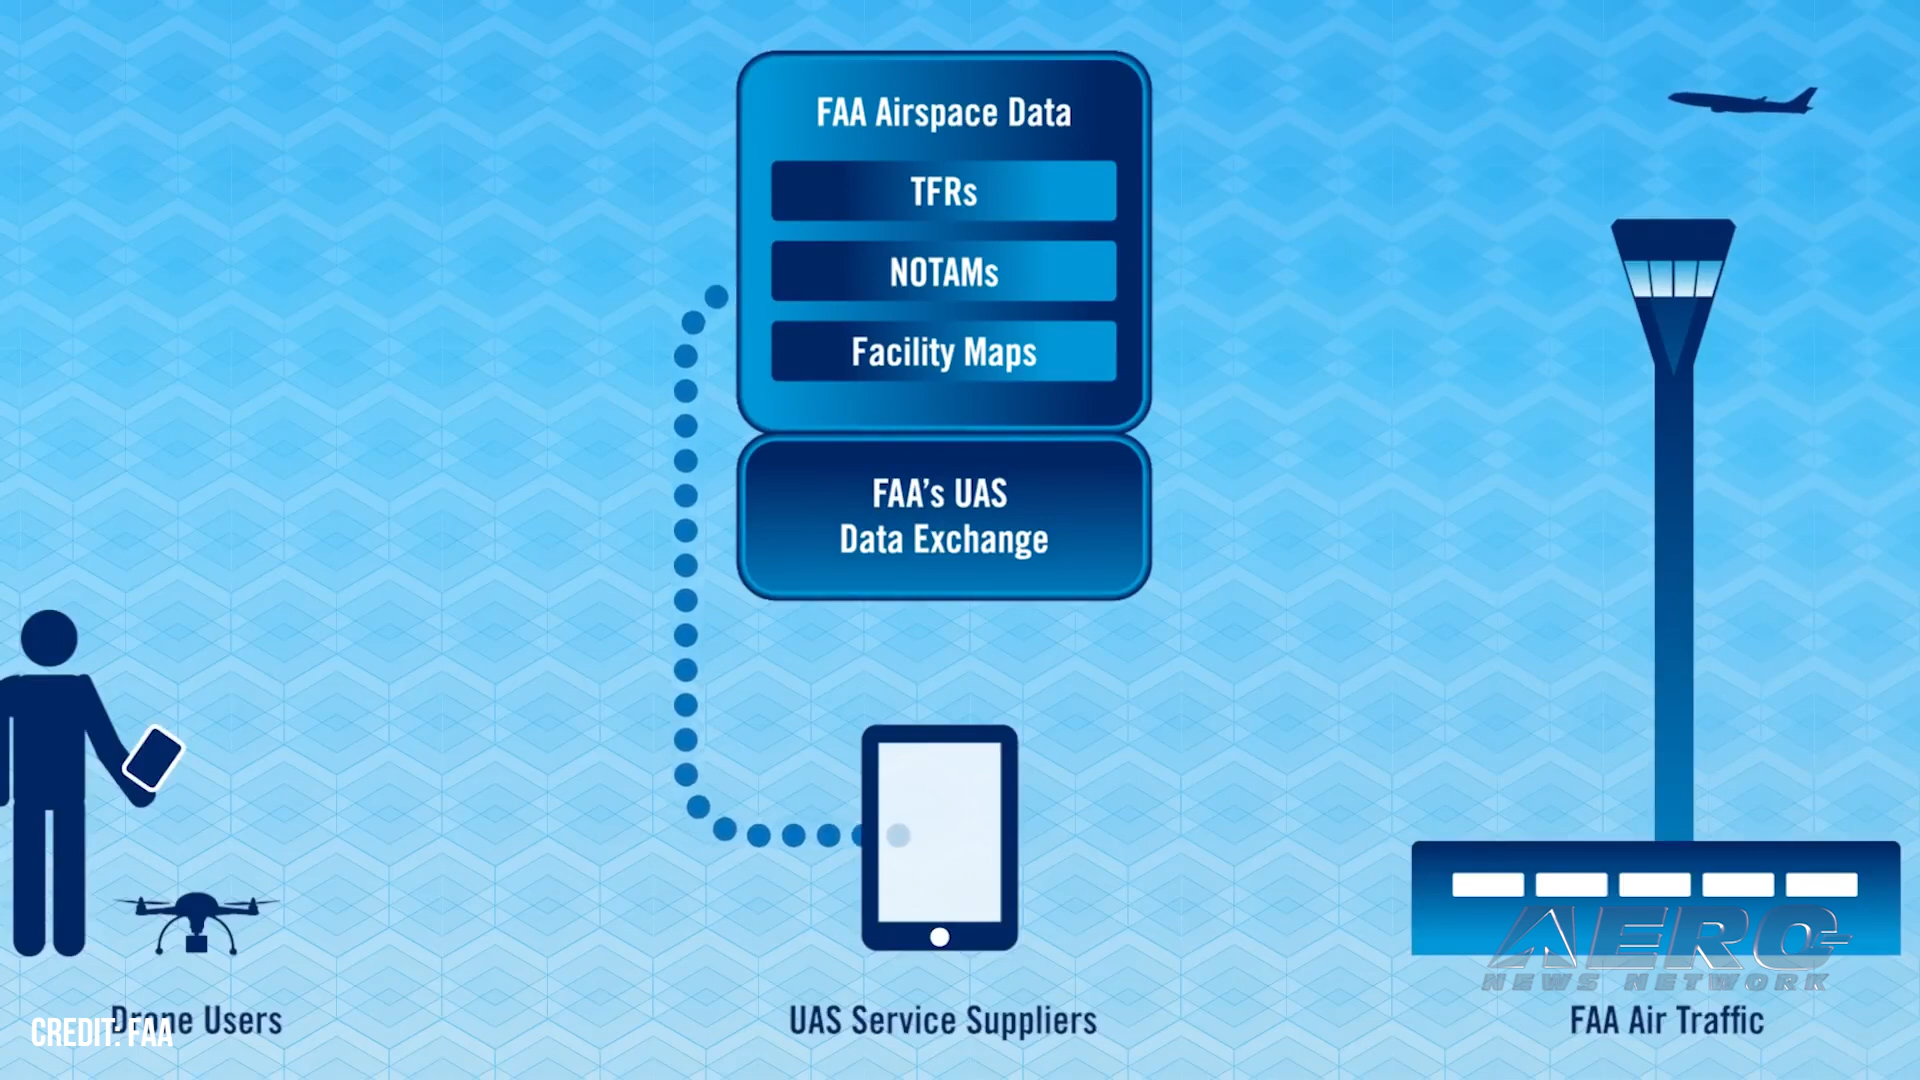 FAA Airspace Data
TFRs
NOTAMs
Facility Maps
FAA's UAS
Data Exchange
AERO
NEWS NETWORK
Drone Users
UAS Service Suppliers
FAA Air Traffic
CREDIT: FAA